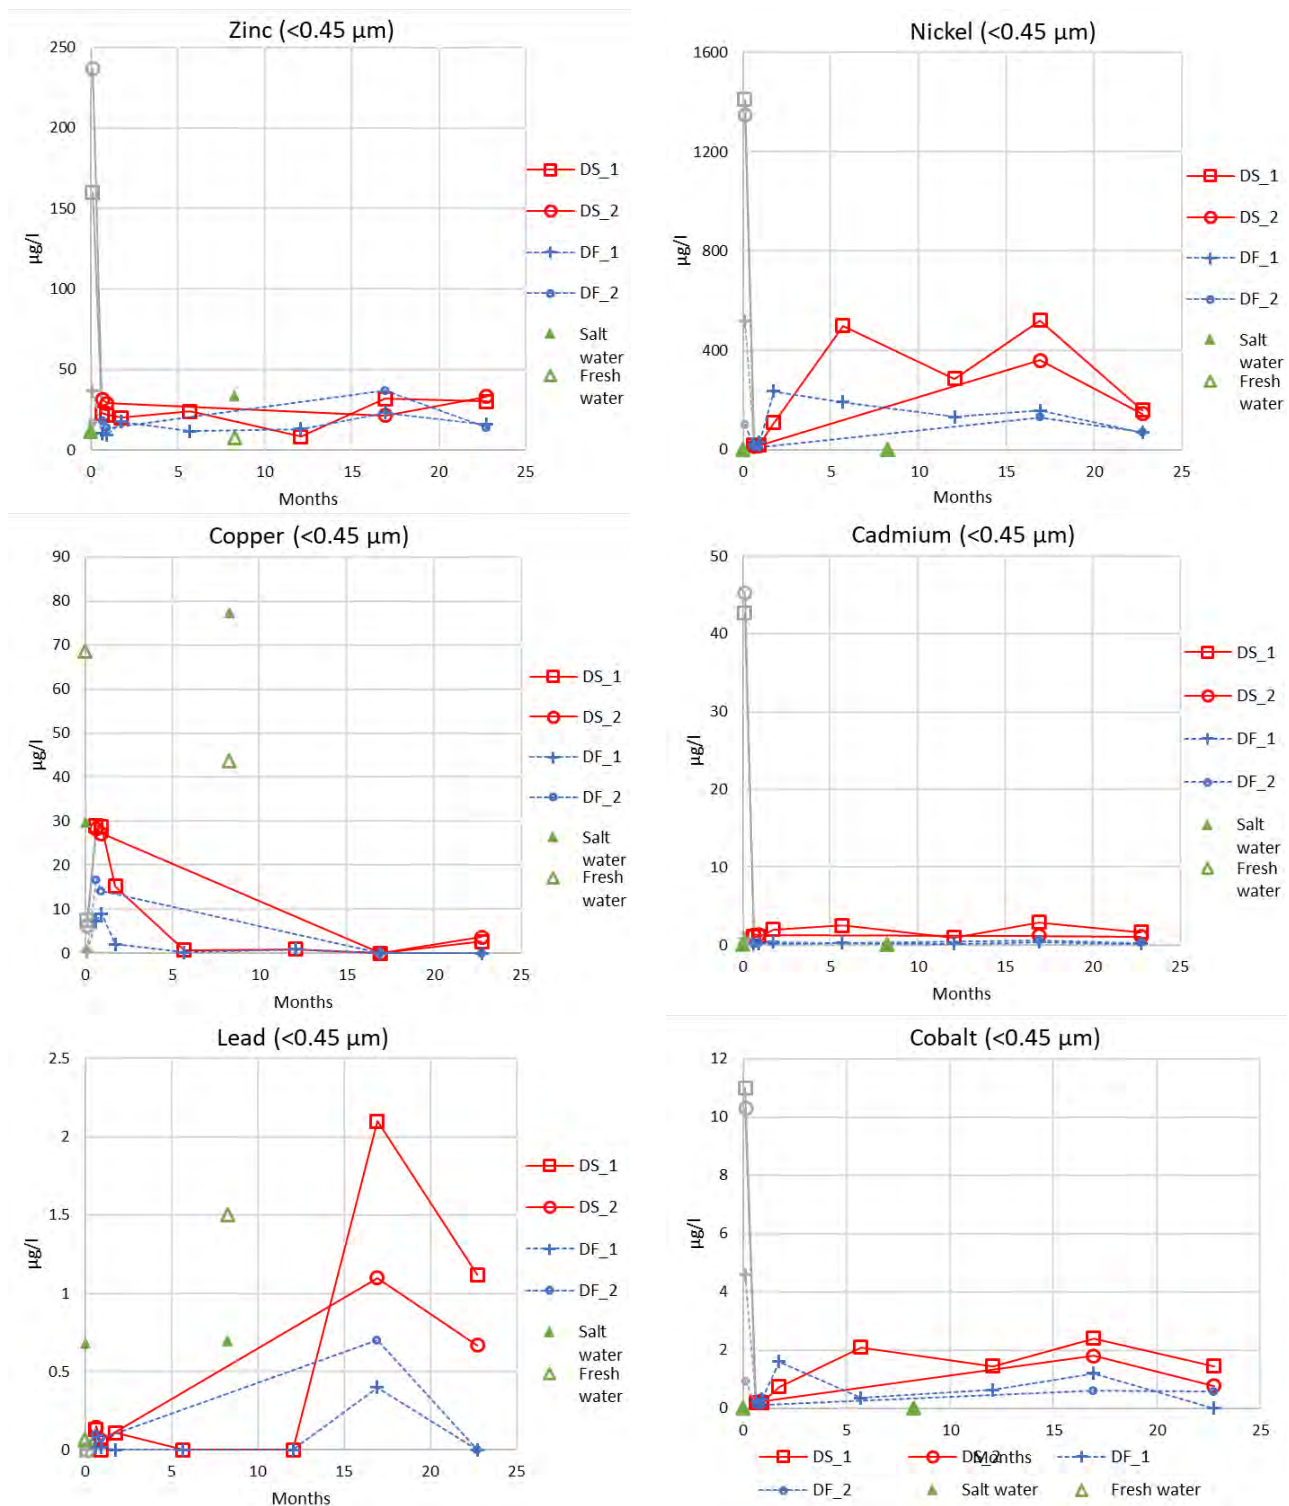 Zinc (<0.45 µm)
250
200
150
100
50
0
µg/l
0 5 10 15 20 25
Months
DS_1
DS_2
DF_1
DF_2
Salt
water
Fresh
water
Nickel (<0.45 µm)
1600
1200
800
400
0
µg/l
0 5 10 15 20 25
Months
DS_1
DS_2
DF_1
DF_2
Salt
water
Fresh
water
Copper (<0.45 µm)
90
80
70
60
50
40
30
20
10
0
µg/l
0 5 10 15 20 25
Months
DS_1
DS_2
DF_1
DF_2
Salt
water
Fresh
water
Cadmium (<0.45 µm)
50
40
30
20
10
0
µg/l
0 5 10 15 20 25
Months
DS_1
DS_2
DF_1
DF_2
Salt
water
Fresh
water
Lead (<0.45 µm)
2.5
2
1.5
1
0.5
0
µg/l
0 5 10 15 20 25
Months
DS_1
DS_2
DF_1
DF_2
Salt
water
Fresh
water
Cobalt (<0.45 µm)
12
10
8
6
4
2
0
µg/l
0 5 10 15 20 25
Months
DS_1 DS_2 DF_1
DF_2 Salt water Fresh water